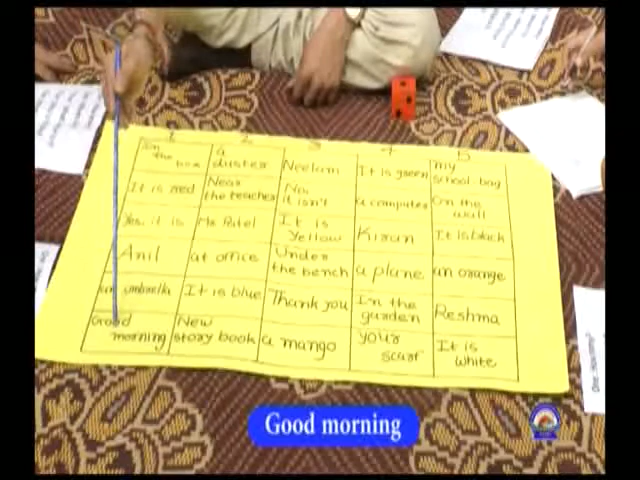 1 2 3 4 5
In the box | a duster | Neelam | It is green | my school bag
It is red | Near the teacher | No, it isn't | a computer | On the wall
Yes, it is | Mr. Patel | It is Yellow | Kiran | It is black
Anil | at office | Under the bench | a plane | an orange
an umbrella | It is blue | Thank you | In the garden | Reshma
Good morning | New story book | a mango | your scarf | It is white
Good morning